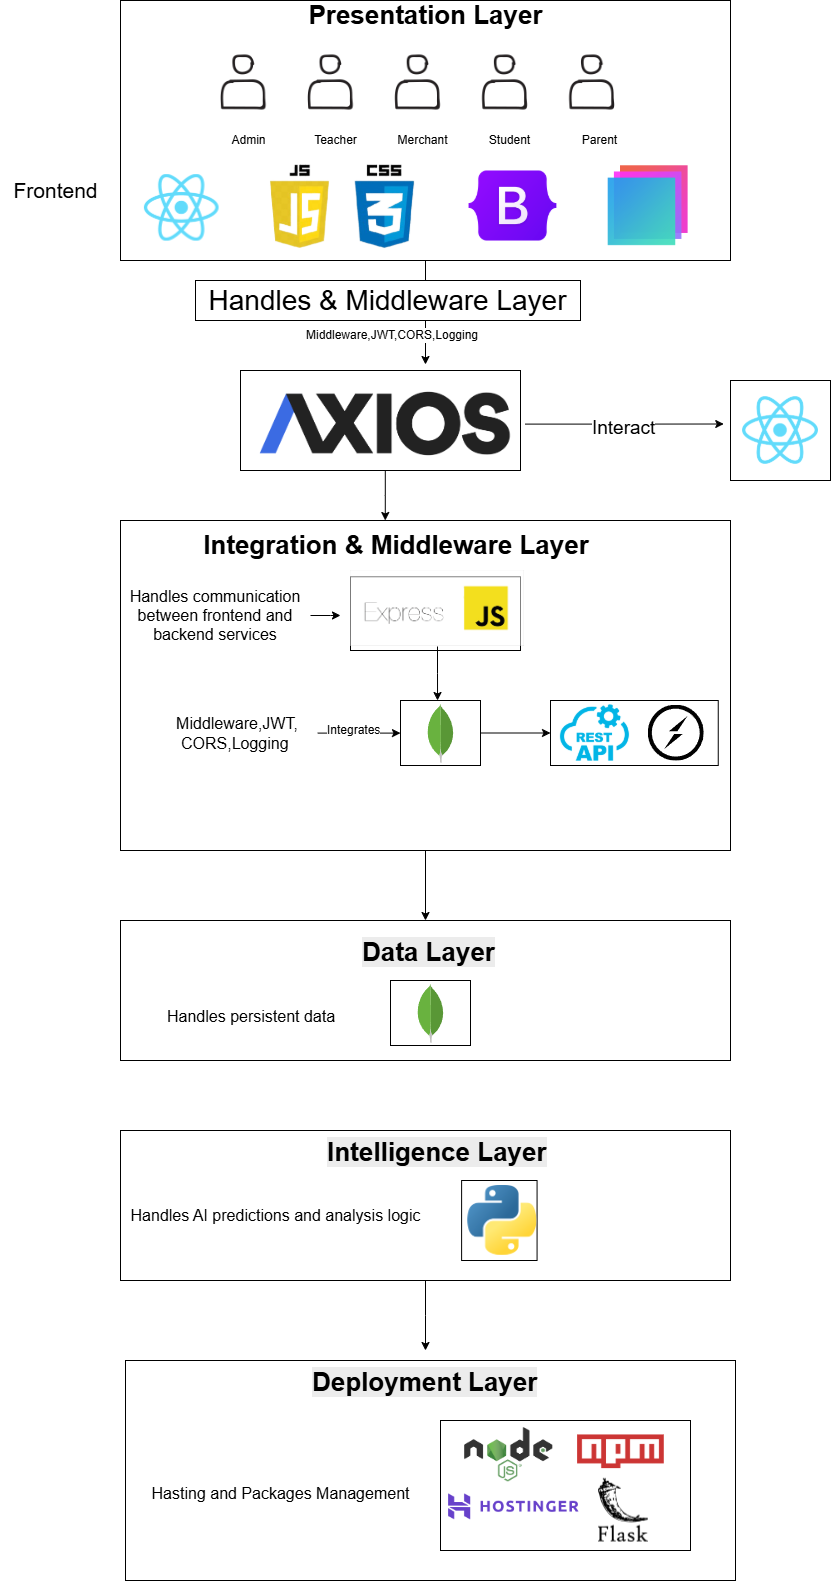 Presentation Layer
Admin
Teacher
Merchant
Student
Parent
Frontend
JS
CSS
JS
3
B
Handles & Middleware Layer
Middleware,JWT,CORS,Logging
AXIOS
Interact
Integration & Middleware Layer
Handles communication
between frontend and
backend services
Express
JS
Middleware,JWT,
CORS,Logging
Integrates
REST
API
Data Layer
Handles persistent data
Intelligence Layer
Handles AI predictions and analysis logic
Deployment Layer
node
JS
npm
Hasting and Packages Management
HOSTINGER
Flask